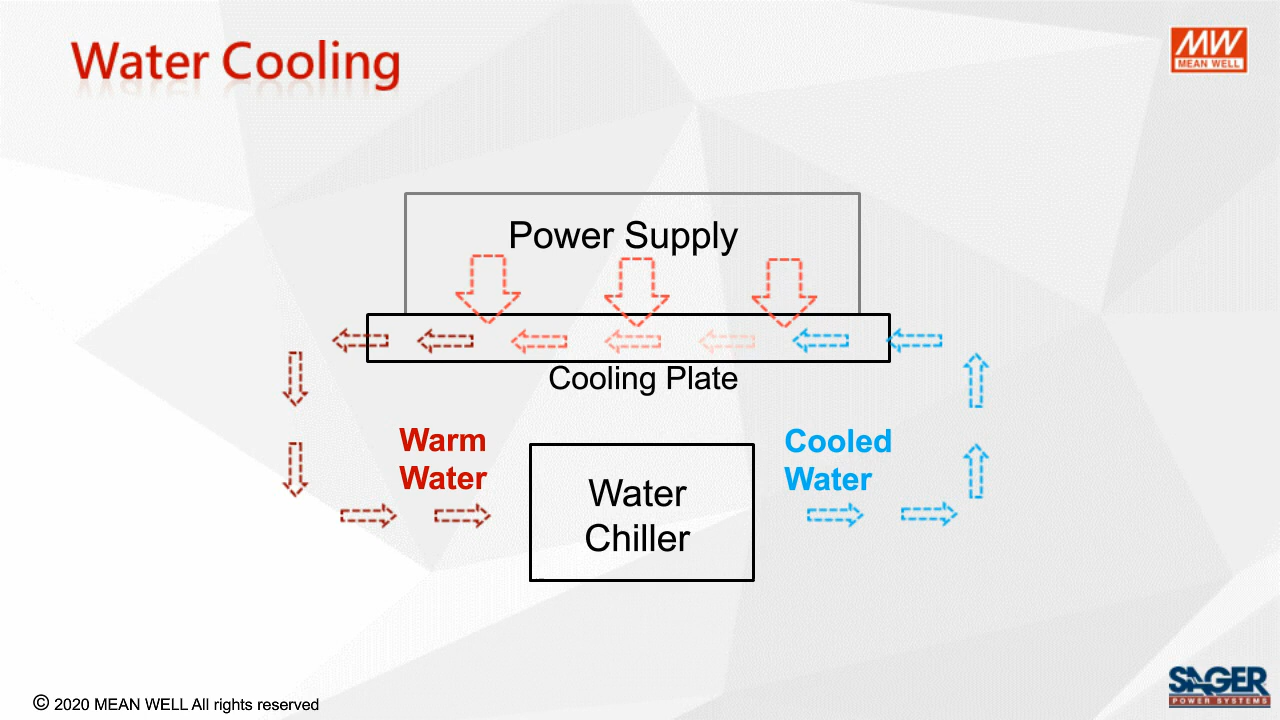 Water Cooling
MW
MEAN WELL
Power Supply
Cooling Plate
Warm
Water
Cooled
Water
Water
Chiller
© 2020 MEAN WELL All rights reserved
SAGER
POWER SYSTEMS